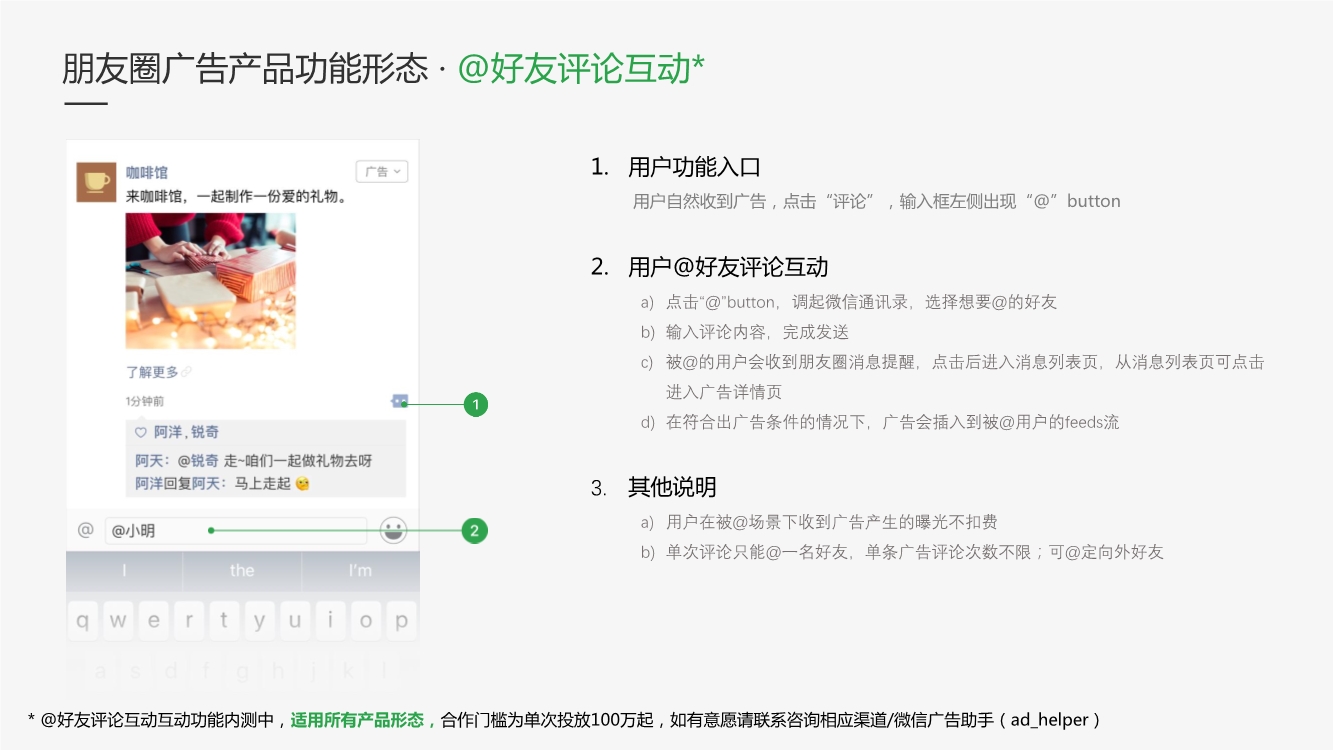 朋友圈广告产品功能形态 · @好友评论互动*
咖啡馆
广告
来咖啡馆，一起制作一份爱的礼物。
了解更多
1分钟前
1
阿洋,锐奇
阿天：@锐奇 走~咱们一起做礼物去呀
阿洋回复阿天：马上走起
@
@小明
2
I the I'm
q w e r t y u i o p
a s d f g h j k l
1. 用户功能入口
用户自然收到广告，点击“评论”，输入框左侧出现“@”button
2. 用户@好友评论互动
a) 点击“@”button，调起微信通讯录，选择想要@的好友
b) 输入评论内容，完成发送
c) 被@的用户会收到朋友圈消息提醒，点击后进入消息列表页，从消息列表页可点击
进入广告详情页
d) 在符合出广告条件的情况下，广告会插入到被@用户的feeds流
3. 其他说明
a) 用户在被@场景下收到广告产生的曝光不扣费
b) 单次评论只能@一名好友，单条广告评论次数不限；可@定向外好友
* @好友评论互动互动功能内测中，适用所有产品形态，合作门槛为单次投放100万起，如有意愿请联系咨询相应渠道/微信广告助手（ad_helper）